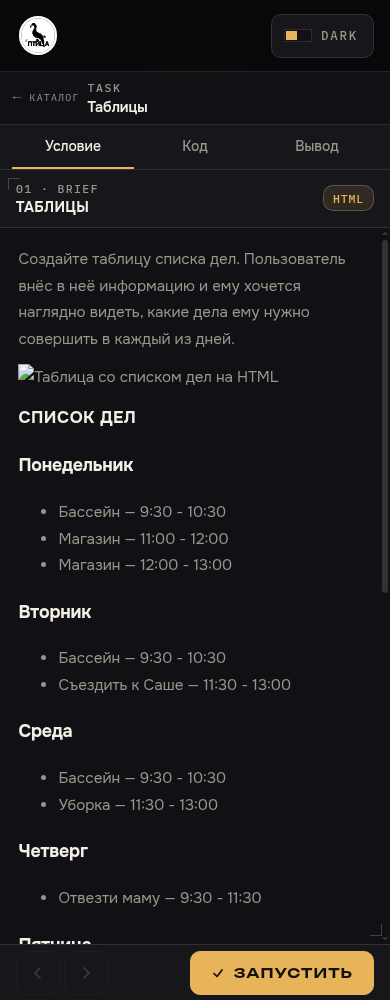 ПТИЦА
DARK
← КАТАЛОГ
TASK
Таблицы
Условие
Код
Вывод
01 · BRIEF
ТАБЛИЦЫ
HTML
Создайте таблицу списка дел. Пользователь
внёс в неё информацию и ему хочется
наглядно видеть, какие дела ему нужно
совершить в каждый из дней.
Таблица со списком дел на HTML
СПИСОК ДЕЛ
Понедельник
• Бассейн — 9:30 - 10:30
• Магазин — 11:00 - 12:00
• Магазин — 12:00 - 13:00
Вторник
• Бассейн — 9:30 - 10:30
• Съездить к Саше — 11:30 - 13:00
Среда
• Бассейн — 9:30 - 10:30
• Уборка — 11:30 - 13:00
Четверг
• Отвезти маму — 9:30 - 11:30
Пятница
ЗАПУСТИТЬ